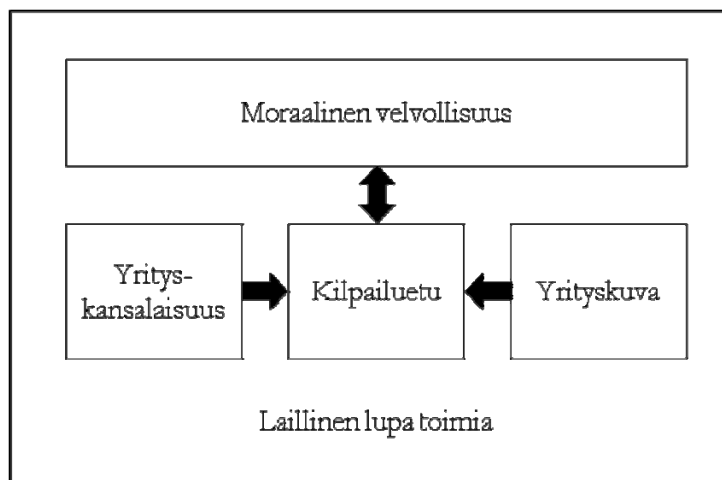 Moraalinen velvollisuus
Yritys-
kansalaisuus
Kilpailuetu
Yrityskuva
Laillinen lupa toimia